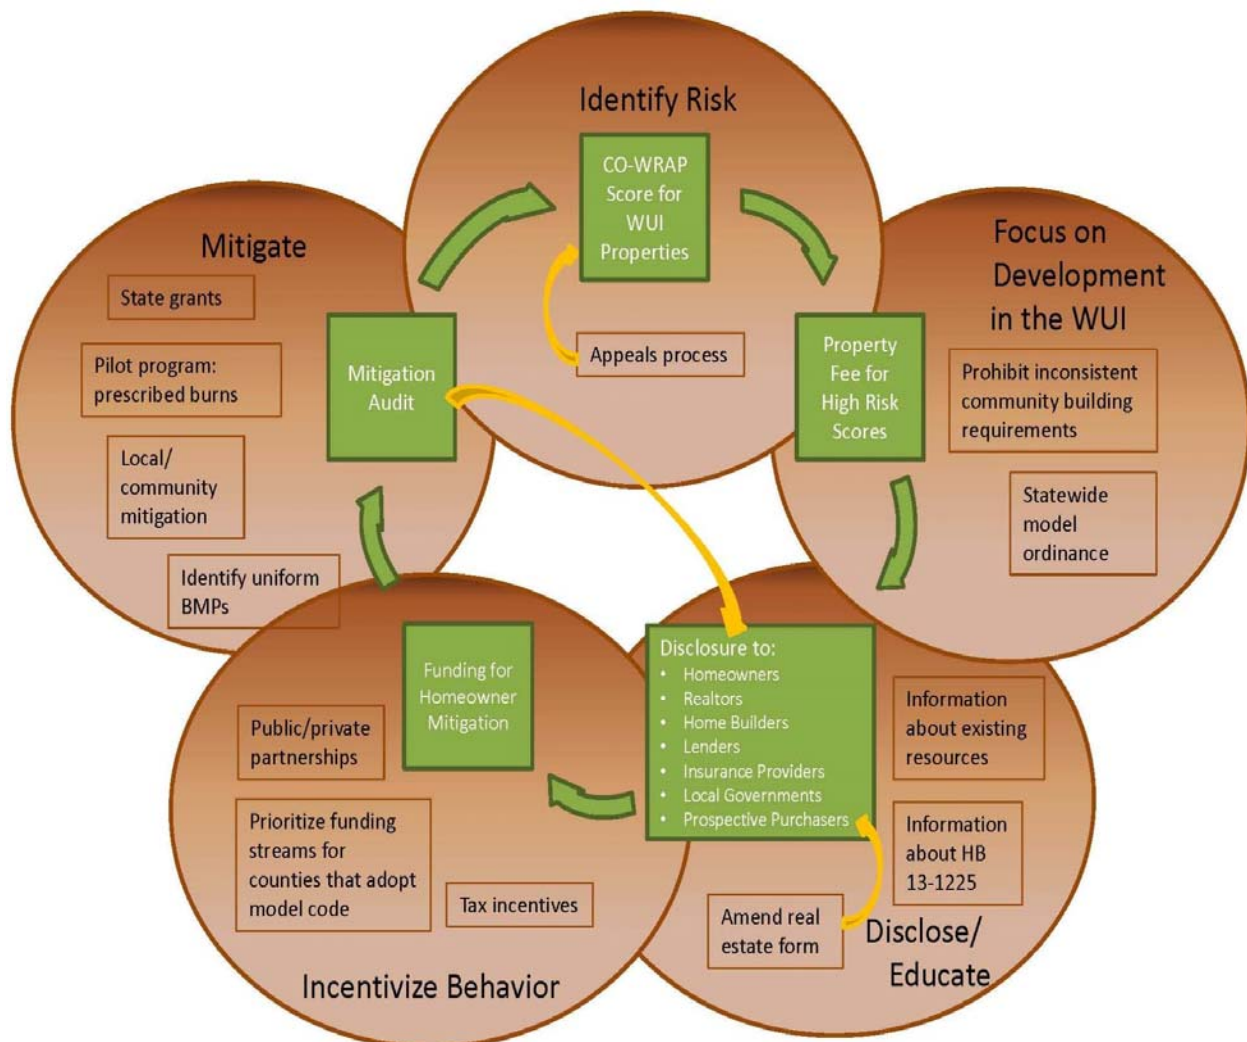 Identify Risk
CO-WRAP
Score for
WUI
Properties
Appeals process
Focus on
Development
in the WUI
Property
Fee for
High Risk
Scores
Prohibit inconsistent
community building
requirements
Statewide
model
ordinance
Mitigate
State grants
Pilot program:
prescribed burns
Local/
community
mitigation
Identify uniform
BMPs
Mitigation
Audit
Disclosure to:
• Homeowners
• Realtors
• Home Builders
• Lenders
• Insurance Providers
• Local Governments
• Prospective Purchasers
Information
about existing
resources
Information
about HB
13-1225
Amend real
estate form
Disclose/
Educate
Funding for
Homeowner
Mitigation
Public/private
partnerships
Prioritize funding
streams for
counties that adopt
model code
Tax incentives
Incentivize Behavior